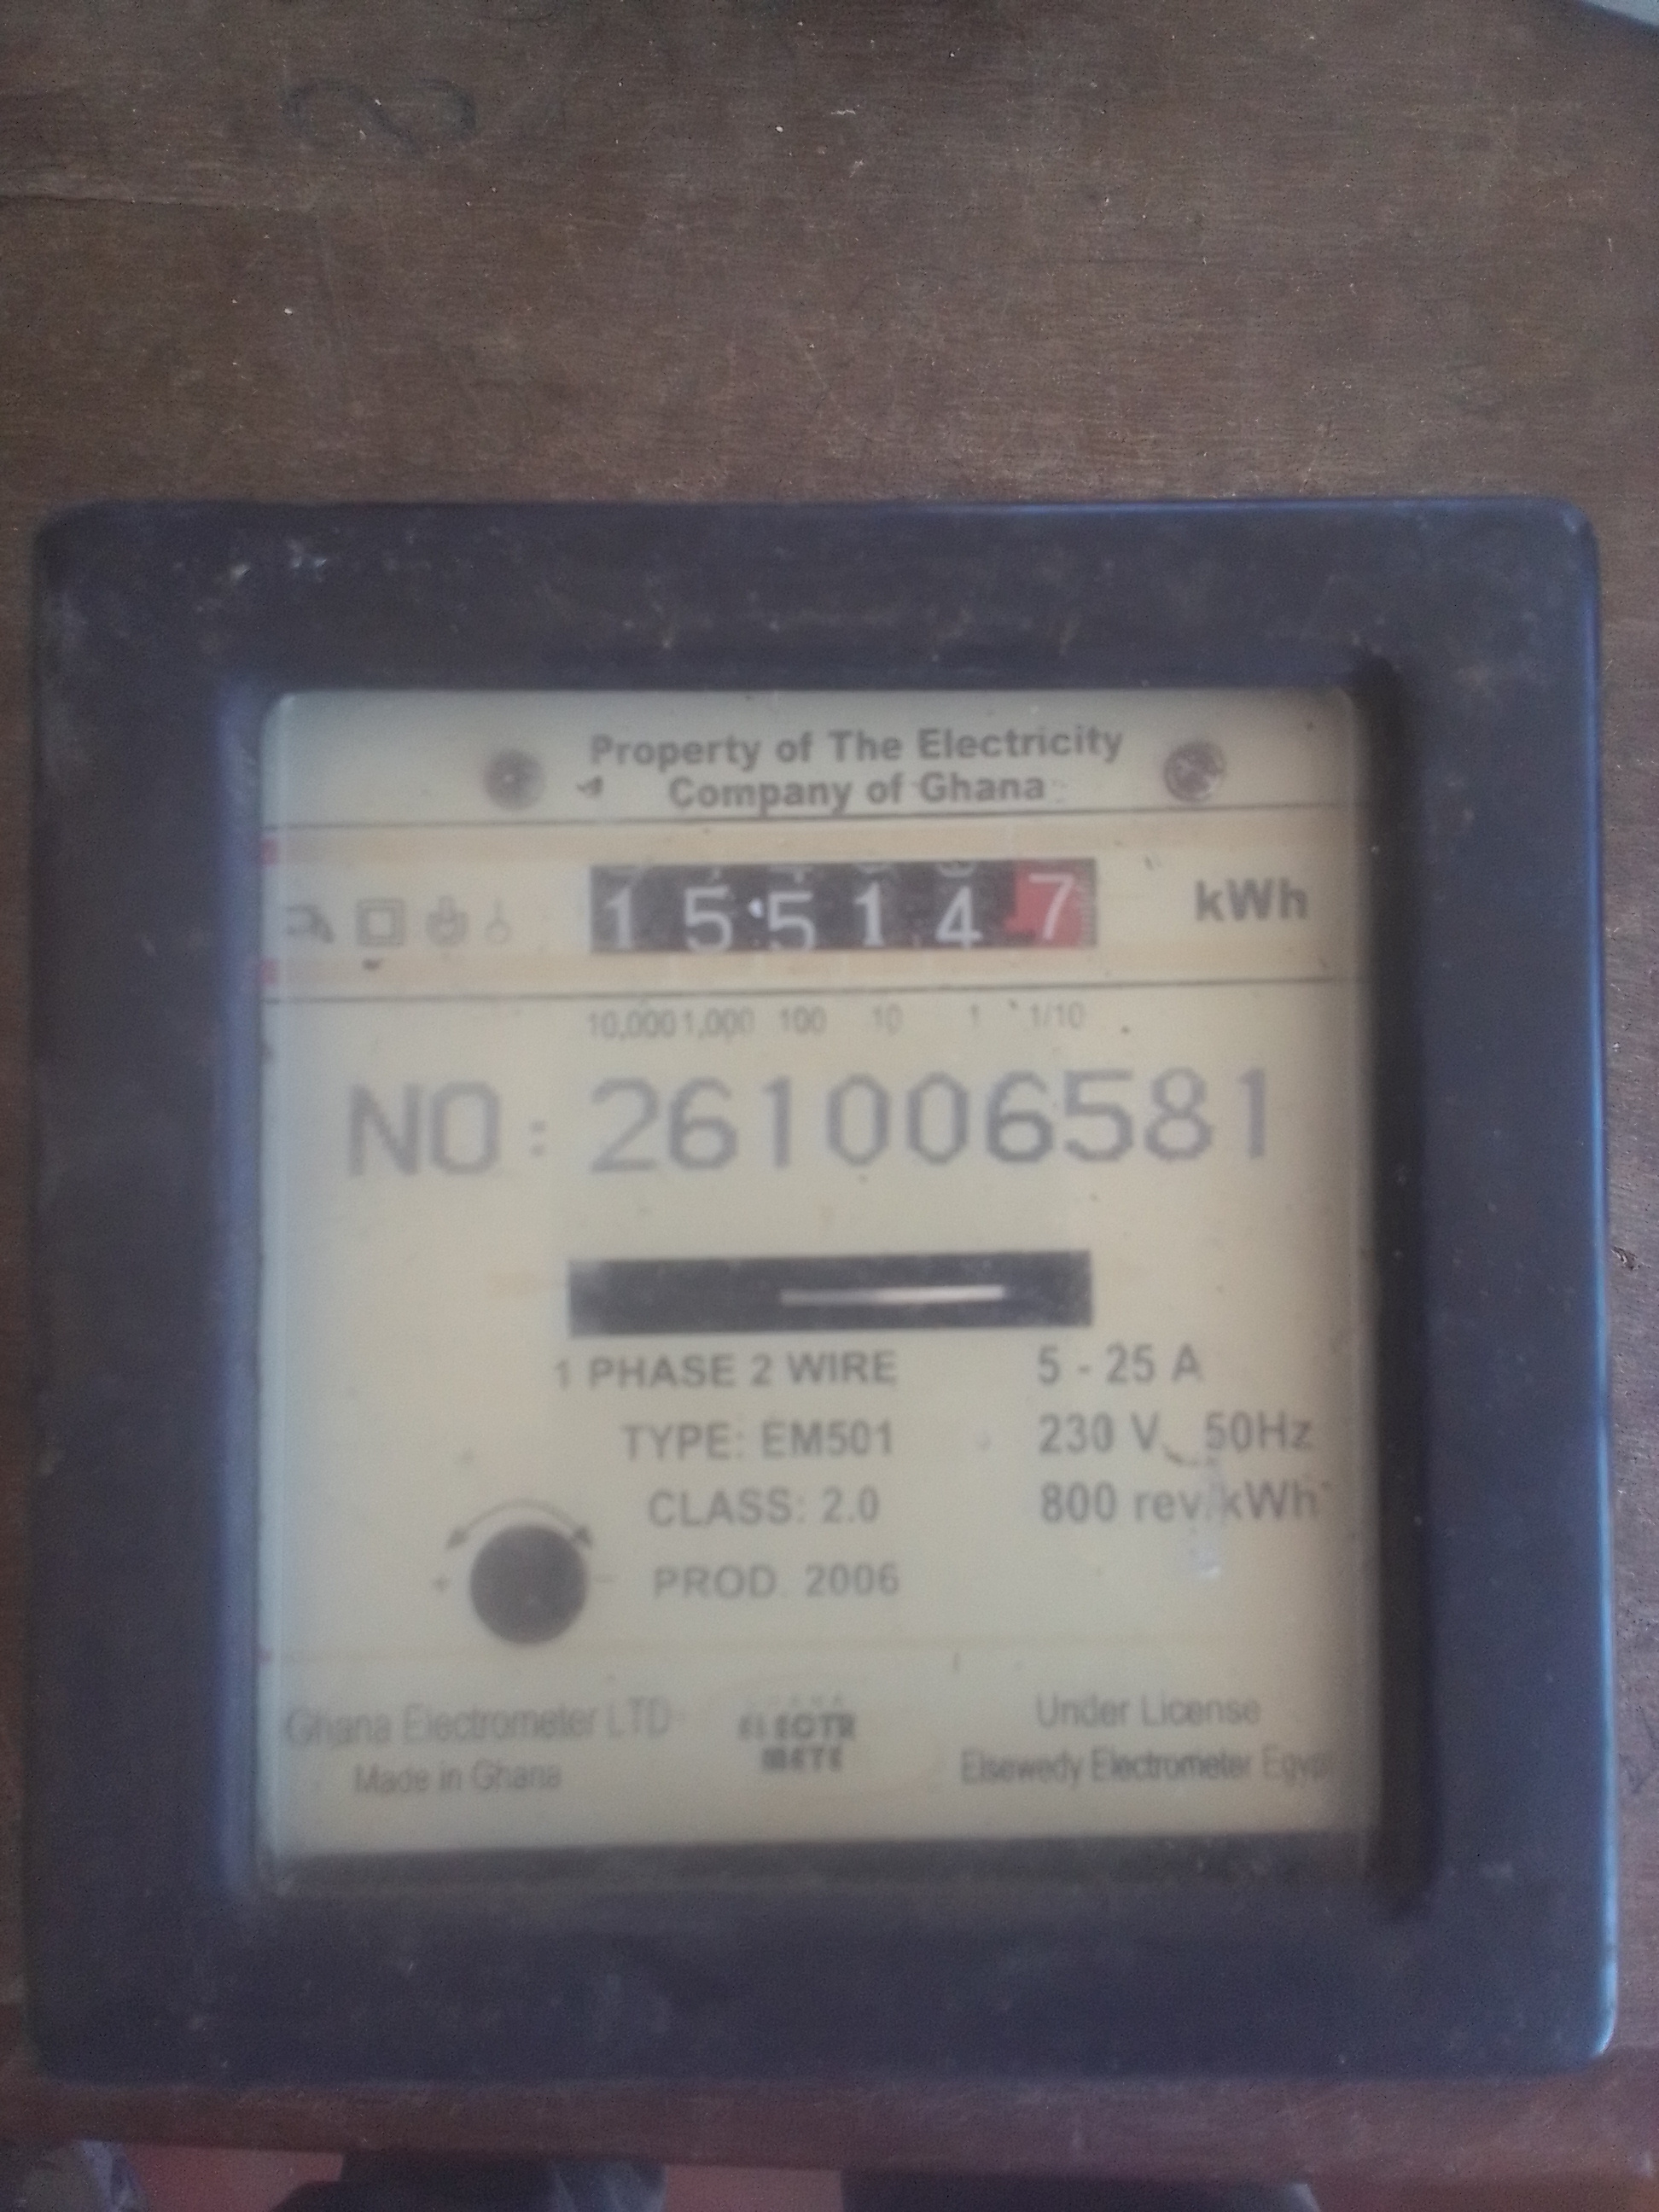 Property of The Electricity
Company of Ghana
1 5 5 1 4 7 kWh
10,000 1,000 100 10 1 1/10
NO: 261006581
1 PHASE 2 WIRE 5 - 25 A
TYPE: EM501 230 V 50Hz
CLASS: 2.0 800 rev/kWh
PROD. 2006
Ghana Electrometer LTD
Made in Ghana
Under License
Elsewedy Electrometer